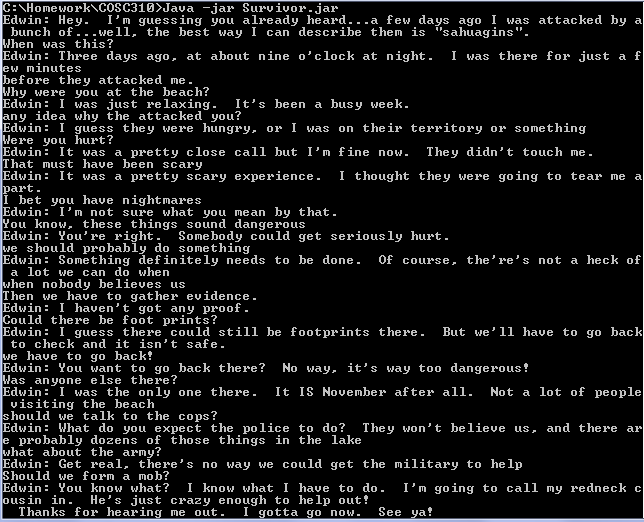 C:\Homework\COSC310>Java -jar Survivor.jar
Edwin: Hey.  I'm guessing you already heard...a few days ago I was attacked by a
 bunch of...well, the best way I can describe them is "sahuagins".
When was this?
Edwin: Three days ago, at about nine o'clock at night.  I was there for just a f
ew minutes
before they attacked me.
Why were you at the beach?
Edwin: I was just relaxing.  It's been a busy week.
any idea why the attacked you?
Edwin: I guess they were hungry, or I was on their territory or something
Were you hurt?
Edwin: It was a pretty close call but I'm fine now.  They didn't touch me.
That must have been scary
Edwin: It was a pretty scary experience.  I thought they were going to tear me a
part.
I bet you have nightmares
Edwin: I'm not sure what you mean by that.
You know, these things sound dangerous
Edwin: You're right.  Somebody could get seriously hurt.
we should probably do something
Edwin: Something definitely needs to be done.  Of course, the're's not a heck of
 a lot we can do when
when nobody believes us
Then we have to gather evidence.
Edwin: I haven't got any proof.
Could there be foot prints?
Edwin: I guess there could still be footprints there.  But we'll have to go back
 to check and it isn't safe.
we have to go back!
Edwin: You want to go back there?  No way, it's way too dangerous!
Was anyone else there?
Edwin: I was the only one there.  It IS November after all.  Not a lot of people
 visiting the beach
should we talk to the cops?
Edwin: What do you expect the police to do?  They won't believe us, and there ar
e probably dozens of those things in the lake
what about the army?
Edwin: Get real, there's no way we could get the military to help
Should we form a mob?
Edwin: You know what?  I know what I have to do.  I'm going to call my redneck c
ousin in.  He's just crazy enough to help out!
  Thanks for hearing me out.  I gotta go now.  See ya!